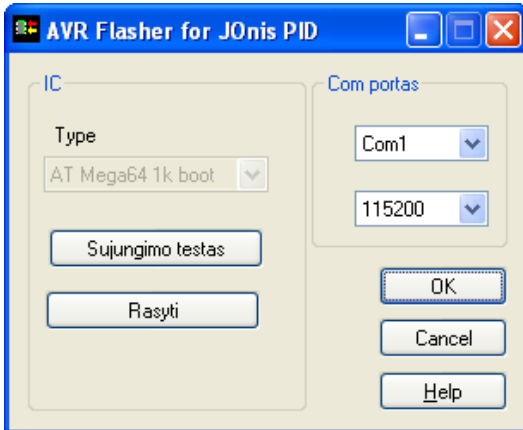 AVR Flasher for JOnis PID
IC
Type
AT Mega64 1k boot
Sujungimo testas
Rasyti
Com portas
Com1
115200
OK
Cancel
Help